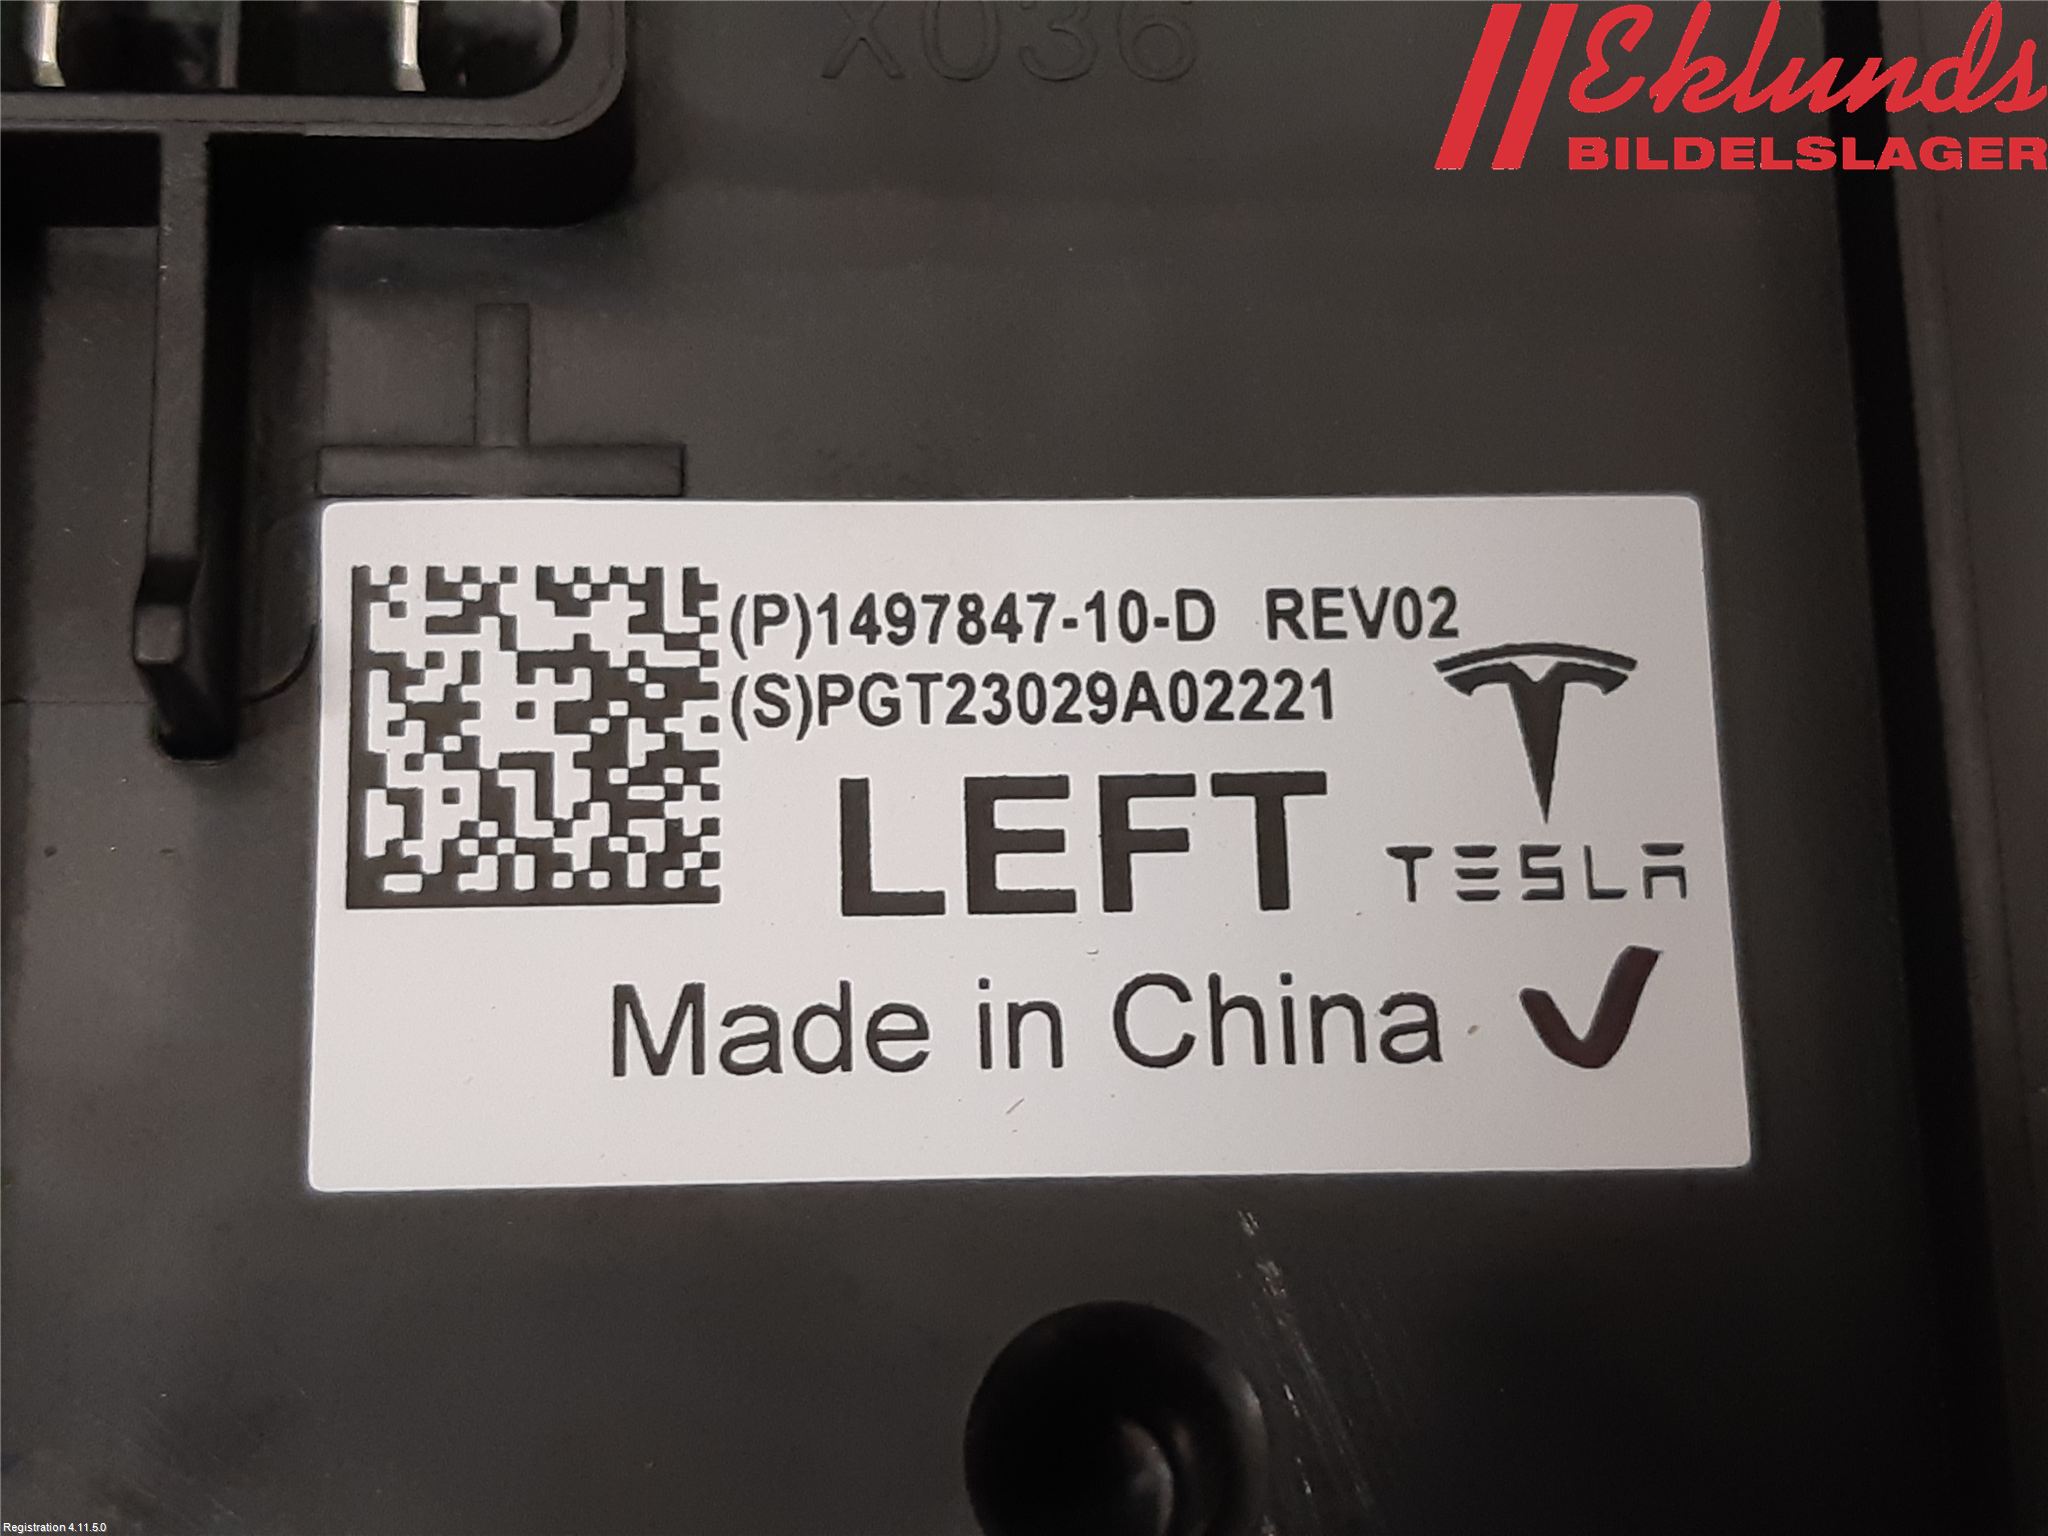 X036
Eklunds
BILDELSLAGER
(P)1497847-10-D REV02
(S)PGT23029A02221
LEFT
TESLA
Made in China
Registration 4.11.5.0